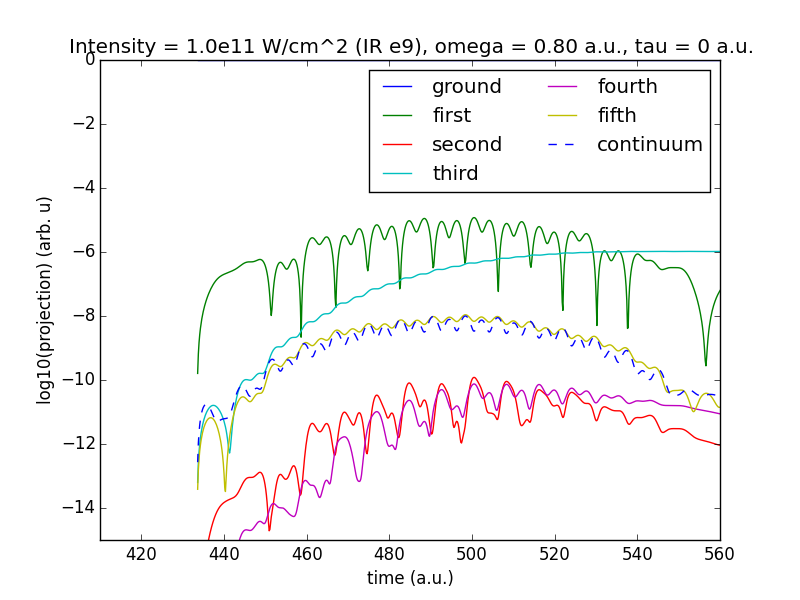 Intensity = 1.0e11 W/cm^2 (IR e9), omega = 0.80 a.u., tau = 0 a.u.
0
−2
−4
−6
−8
−10
−12
−14
log10(projection) (arb. u)
ground
first
second
third
fourth
fifth
continuum
420 440 460 480 500 520 540 560
time (a.u.)